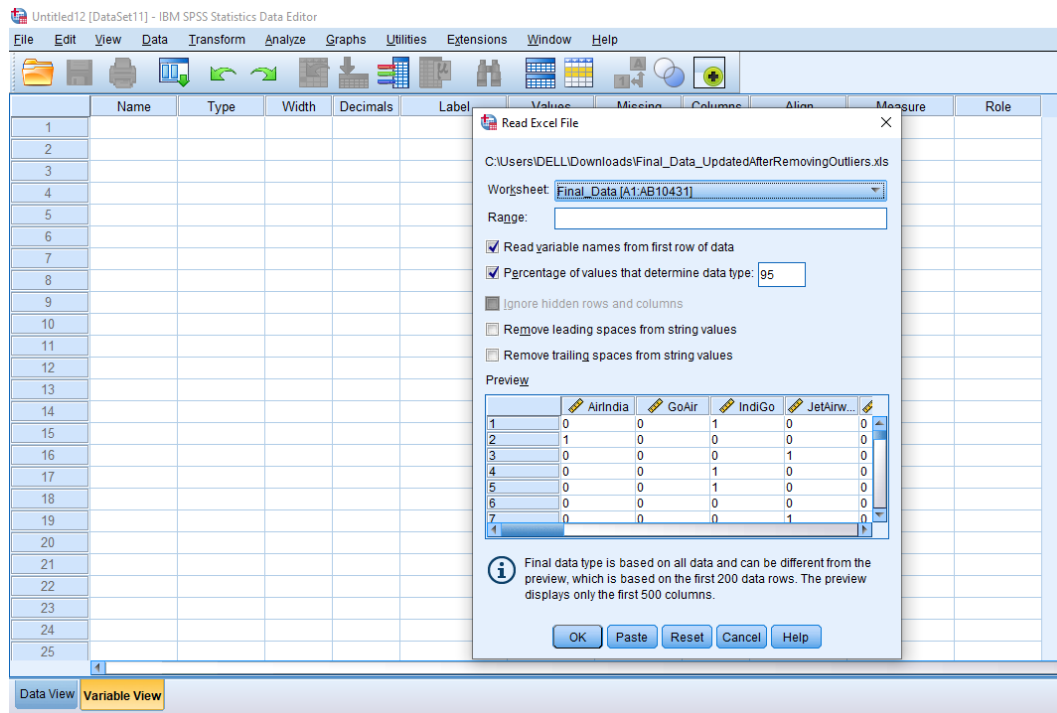 Untitled12 [DataSet11] - IBM SPSS Statistics Data Editor
File Edit View Data Transform Analyze Graphs Utilities Extensions Window Help
Name Type Width Decimals Label Values Missing Columns Align Measure Role
1
2
3
4
5
6
7
8
9
10
11
12
13
14
15
16
17
18
19
20
21
22
23
24
25
Read Excel File
C:\Users\DELL\Downloads\Final_Data_UpdatedAfterRemovingOutliers.xls
Worksheet: Final_Data [A1:AB10431]
Range:
Read variable names from first row of data
Percentage of values that determine data type: 95
Ignore hidden rows and columns
Remove leading spaces from string values
Remove trailing spaces from string values
Preview
AirIndia GoAir IndiGo JetAirw...
1 0 0 1 0 0
2 1 0 0 0 0
3 0 0 0 1 0
4 0 0 1 0 0
5 0 0 1 0 0
6 0 0 0 0 0
7 0 0 0 1 0
Final data type is based on all data and can be different from the
preview, which is based on the first 200 data rows. The preview
displays only the first 500 columns.
OK Paste Reset Cancel Help
Data View Variable View